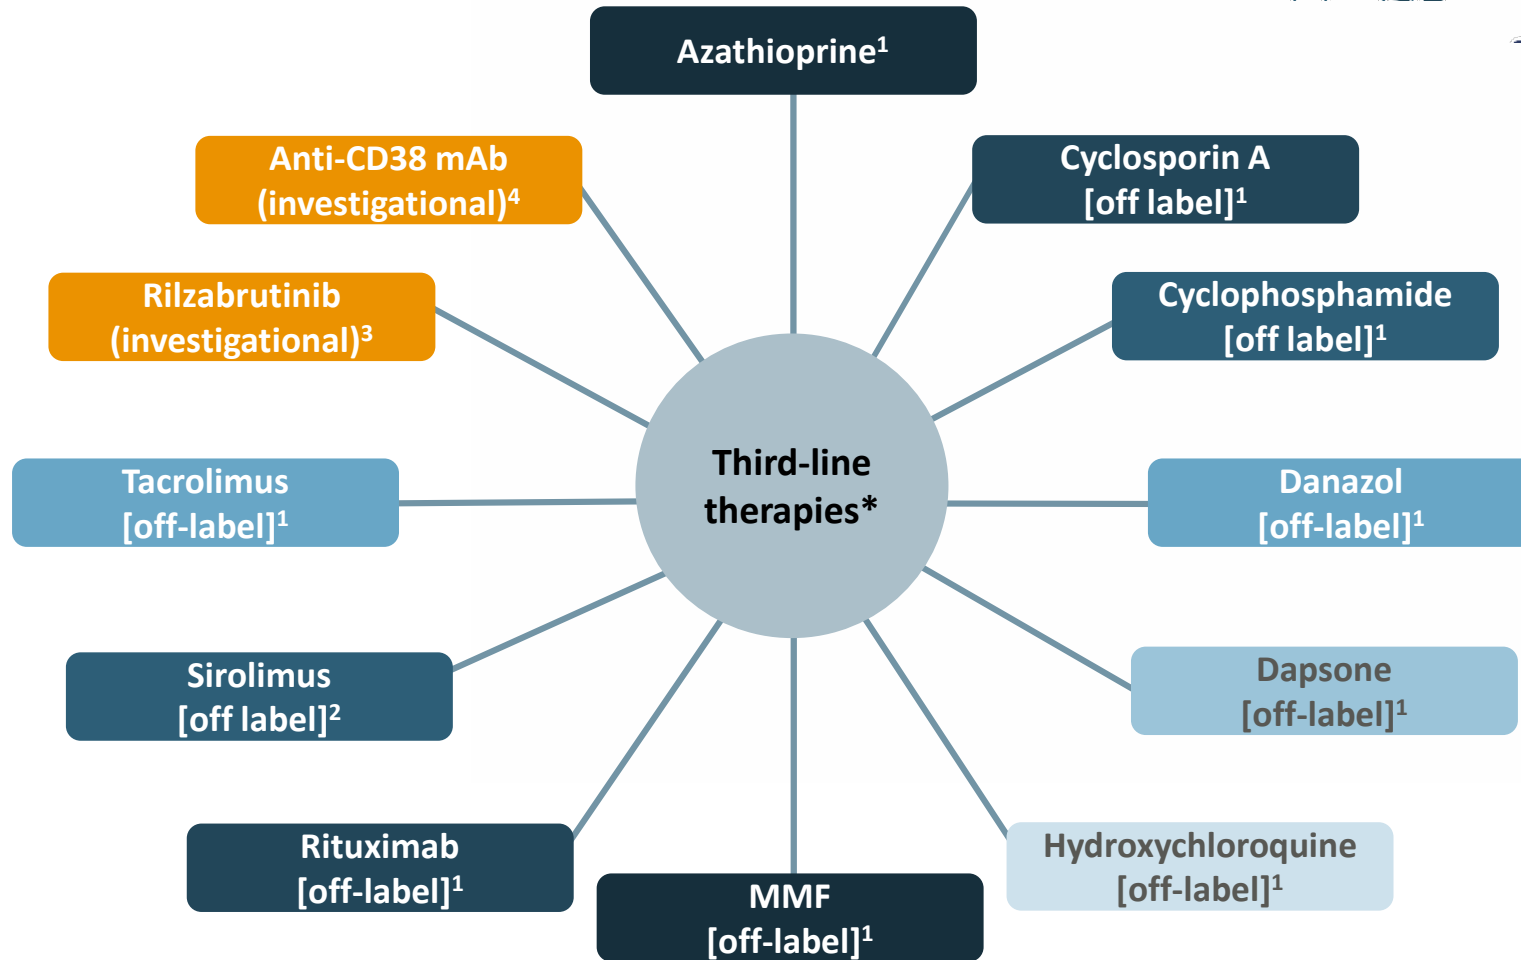 Azathioprine¹
Anti-CD38 mAb
(investigational)⁴
Cyclosporin A
[off label]¹
Rilzabrutinib
(investigational)³
Cyclophosphamide
[off label]¹
Third-line
therapies*
Tacrolimus
[off-label]¹
Danazol
[off-label]¹
Sirolimus
[off label]²
Dapsone
[off-label]¹
Rituximab
[off-label]¹
MMF
[off-label]¹
Hydroxychloroquine
[off-label]¹